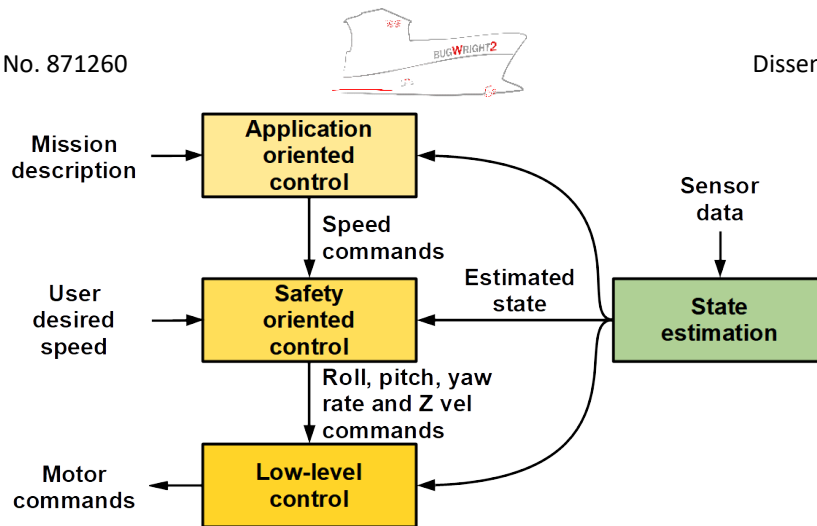 No. 871260
BUGWRIGHT2
Disser
Mission
description
Application
oriented
control
Sensor
data
Speed
commands
User
desired
speed
Safety
oriented
control
Estimated
state
State
estimation
Roll, pitch, yaw
rate and Z vel
commands
Motor
commands
Low-level
control